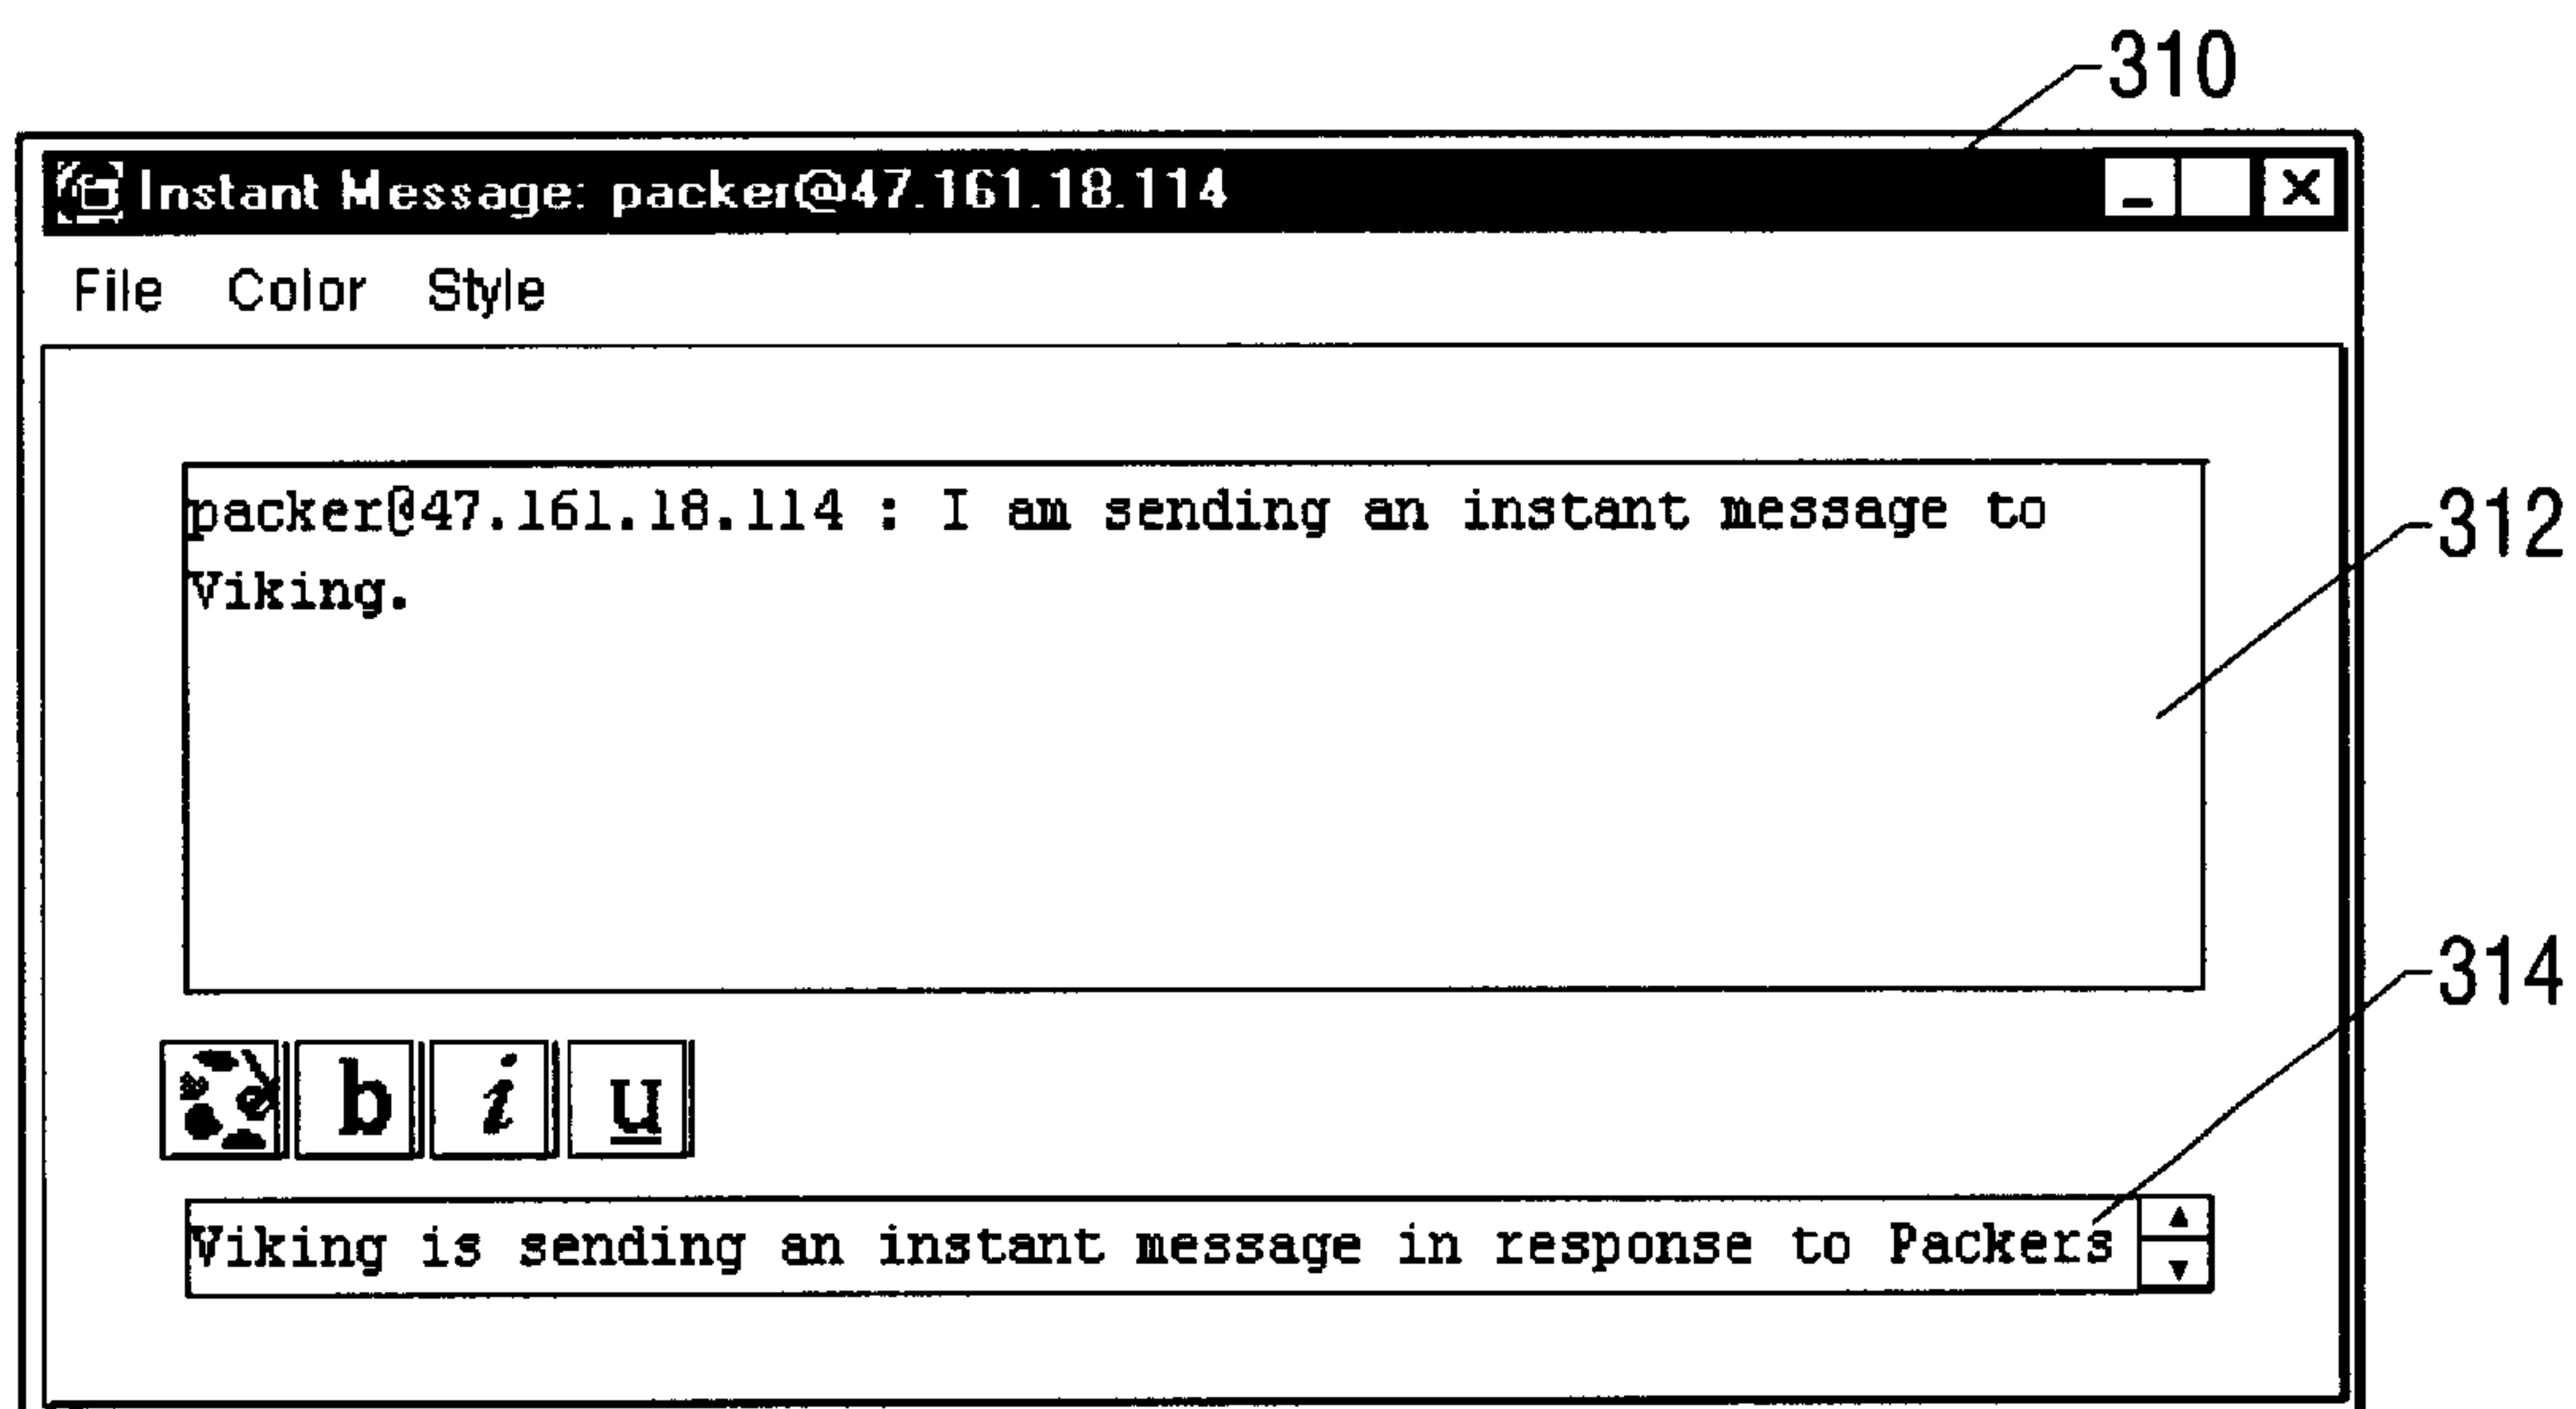 310
Instant Message: packer@47.161.18.114
File Color Style
packer@47.161.18.114 : I am sending an instant message to
Viking.
312
b i u
314
Viking is sending an instant message in response to Packers